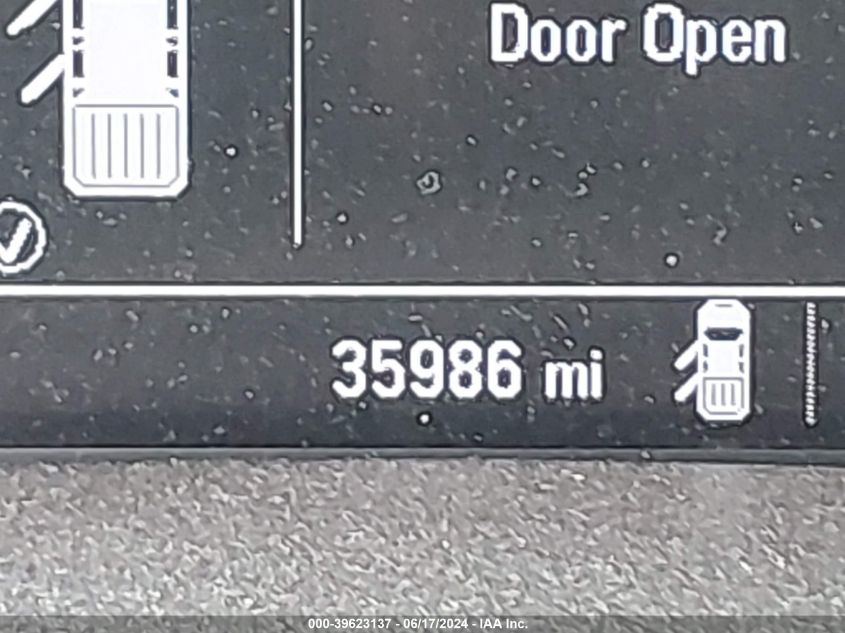 Door Open
35986 mi
000-39623137 - 06/17/2024 - IAA Inc.